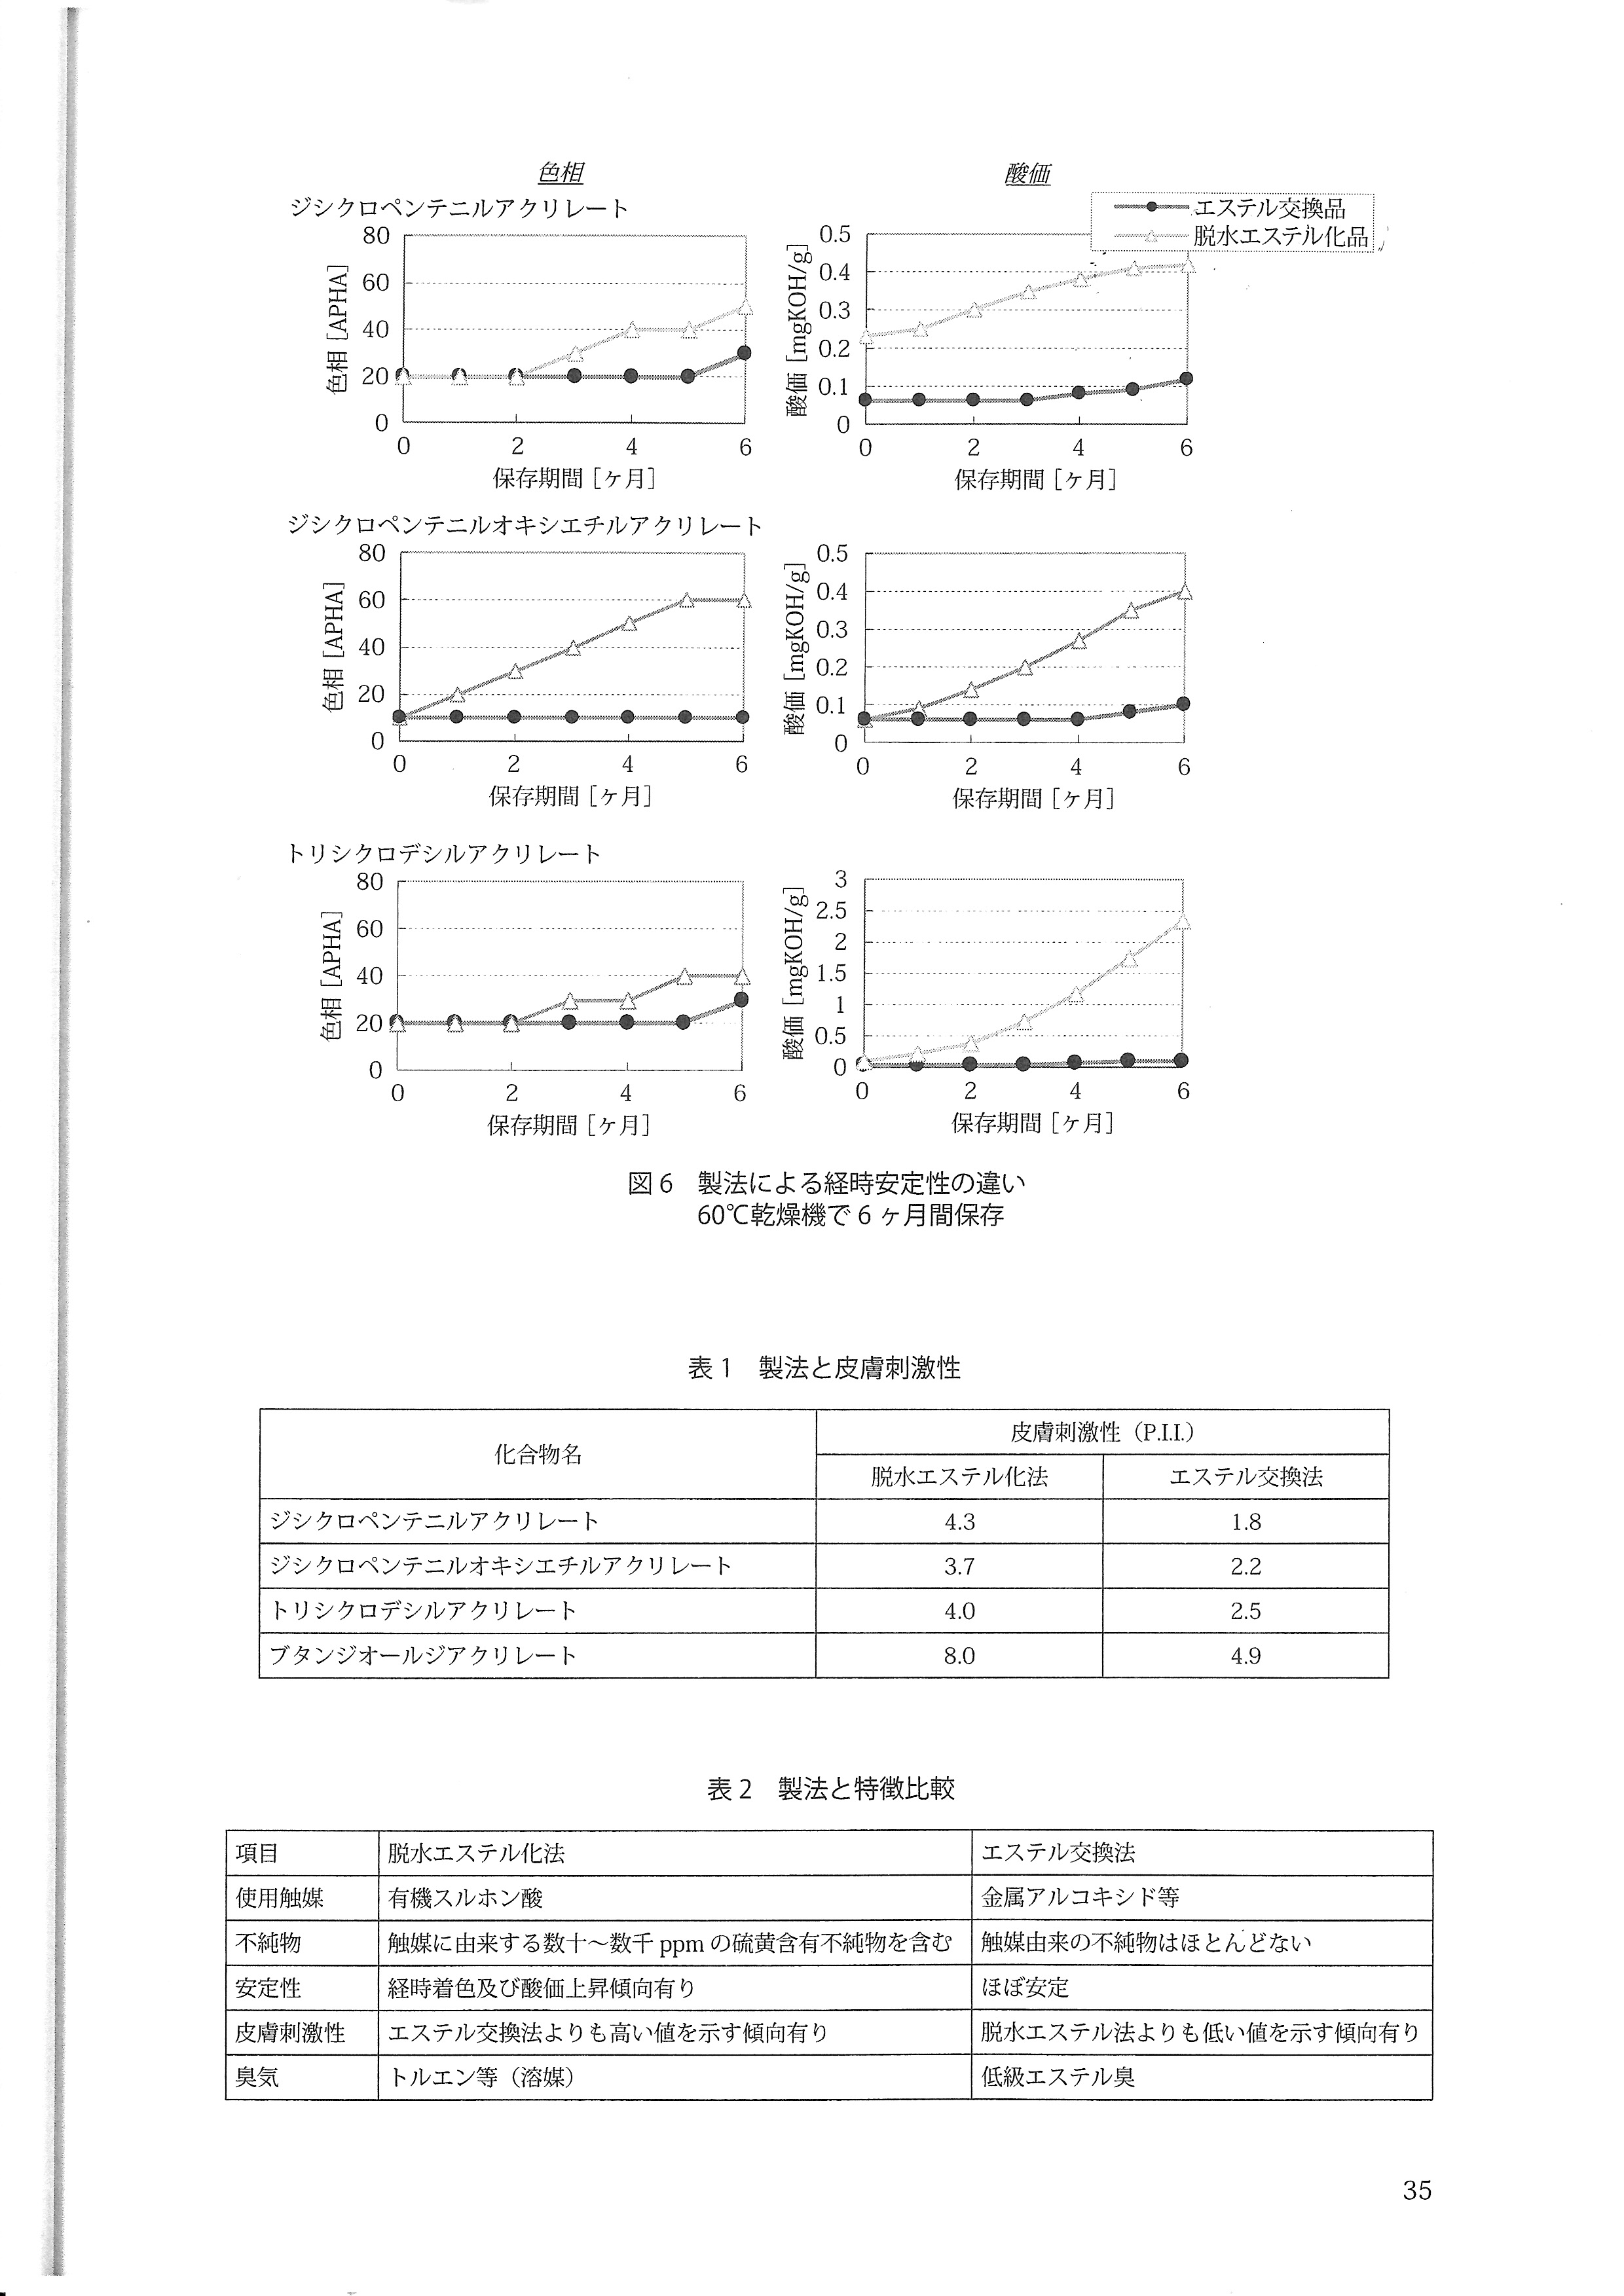 色相
酸価
エステル交換品
脱水エステル化品
ジシクロペンテニルアクリレート
80
60
40
20
0
色相［APHA］
0 2 4 6
保存期間［ヶ月］
0.5
0.4
0.3
0.2
0.1
0
酸価［mgKOH/g］
0 2 4 6
保存期間［ヶ月］
ジシクロペンテニルオキシエチルアクリレート
80
60
40
20
0
色相［APHA］
0 2 4 6
保存期間［ヶ月］
0.5
0.4
0.3
0.2
0.1
0
酸価［mgKOH/g］
0 2 4 6
保存期間［ヶ月］
トリシクロデシルアクリレート
80
60
40
20
0
色相［APHA］
0 2 4 6
保存期間［ヶ月］
3
2.5
2
1.5
1
0.5
0
酸価［mgKOH/g］
0 2 4 6
保存期間［ヶ月］
図6 製法による経時安定性の違い
60℃乾燥機で6ヶ月間保存
表1 製法と皮膚刺激性
化合物名 皮膚刺激性（P.I.I.）
脱水エステル化法 エステル交換法
ジシクロペンテニルアクリレート 4.3 1.8
ジシクロペンテニルオキシエチルアクリレート 3.7 2.2
トリシクロデシルアクリレート 4.0 2.5
ブタンジオールジアクリレート 8.0 4.9
表2 製法と特徴比較
項目 脱水エステル化法 エステル交換法
使用触媒 有機スルホン酸 金属アルコキシド等
不純物 触媒に由来する数十～数千 ppm の硫黄含有不純物を含む 触媒由来の不純物はほとんどない
安定性 経時着色及び酸価上昇傾向有り ほぼ安定
皮膚刺激性 エステル交換法よりも高い値を示す傾向有り 脱水エステル法よりも低い値を示す傾向有り
臭気 トルエン等（溶媒） 低級エステル臭
35